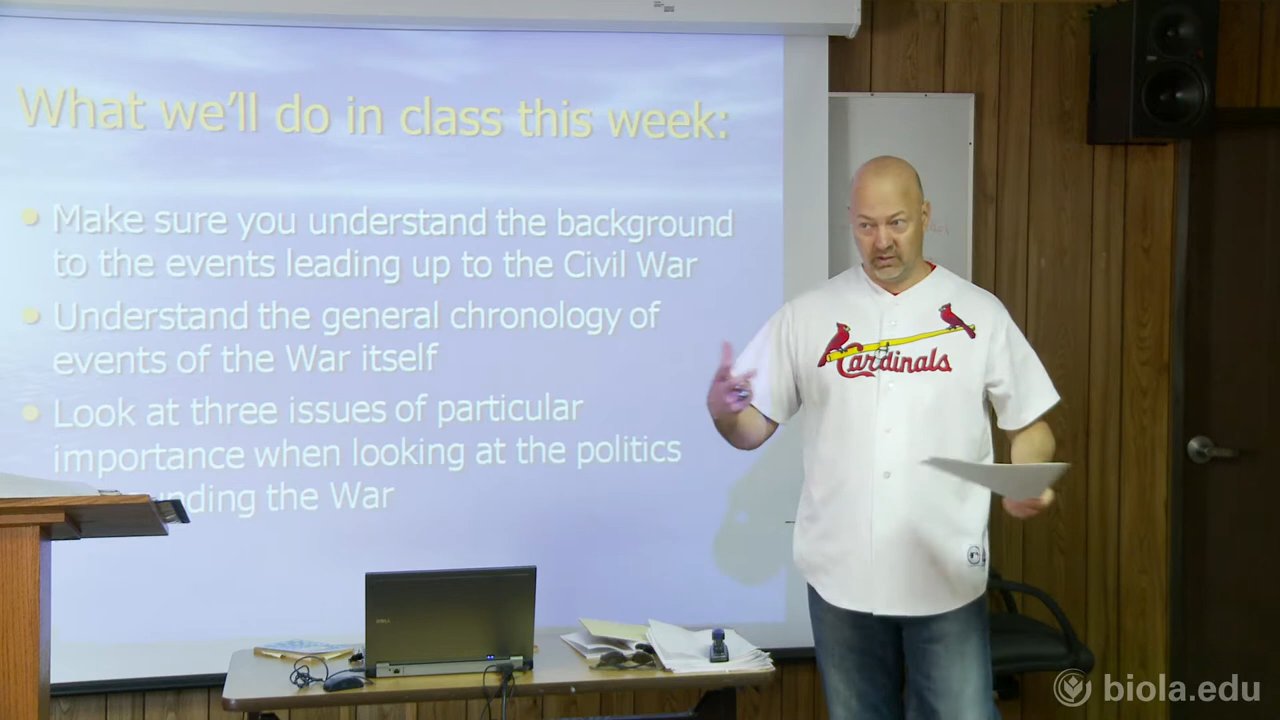 What we'll do in class this week:
Make sure you understand the background
to the events leading up to the Civil War
Understand the general chronology of
events of the War itself
Look at three issues of particular
importance when looking at the politics
the War
Cardinals
DELL
biola.edu